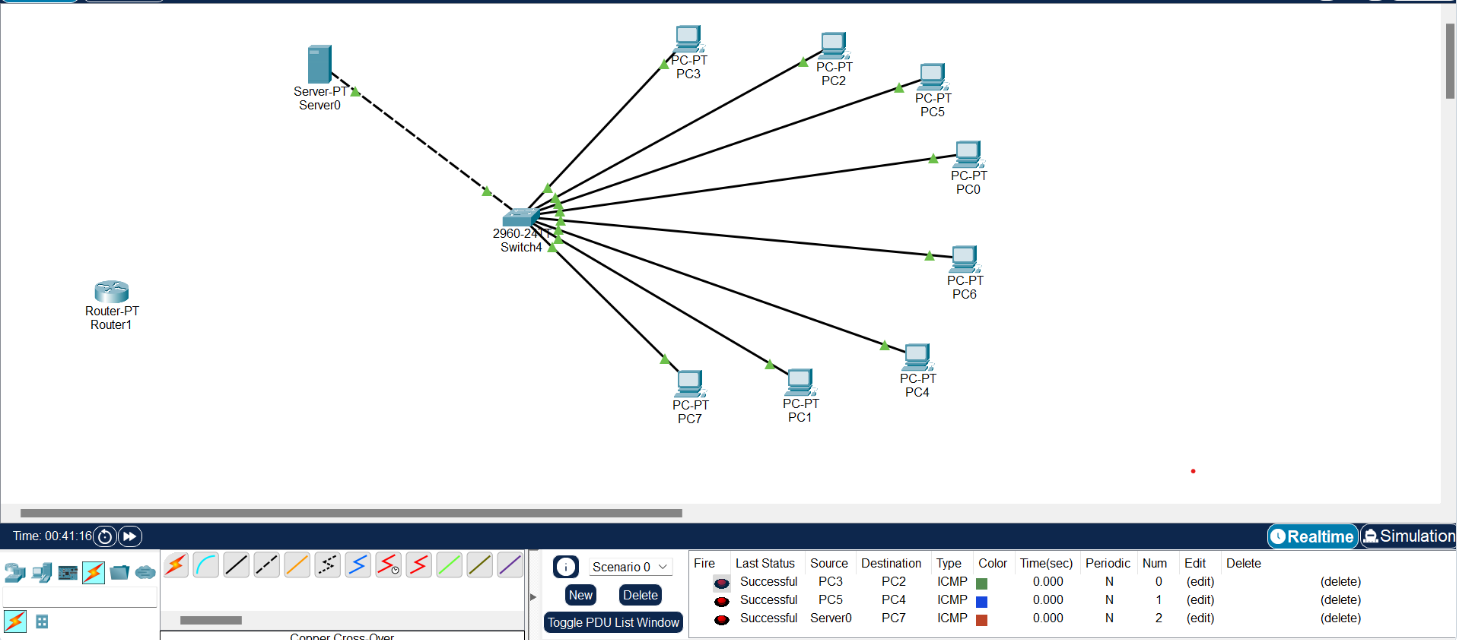 PC-PT
PC3
PC-PT
PC2
Server-PT
Server0
PC-PT
PC5
PC-PT
PC0
2960-24TT
Switch4
PC-PT
PC6
Router-PT
Router1
PC-PT
PC4
PC-PT
PC7
PC-PT
PC1
Time: 00:41:16
Realtime
Simulation
Scenario 0
New
Delete
Toggle PDU List Window
Fire Last Status Source Destination Type Color Time(sec) Periodic Num Edit Delete
Successful PC3 PC2 ICMP 0.000 N 0 (edit) (delete)
Successful PC5 PC4 ICMP 0.000 N 1 (edit) (delete)
Successful Server0 PC7 ICMP 0.000 N 2 (edit) (delete)
Copper Cross-Over